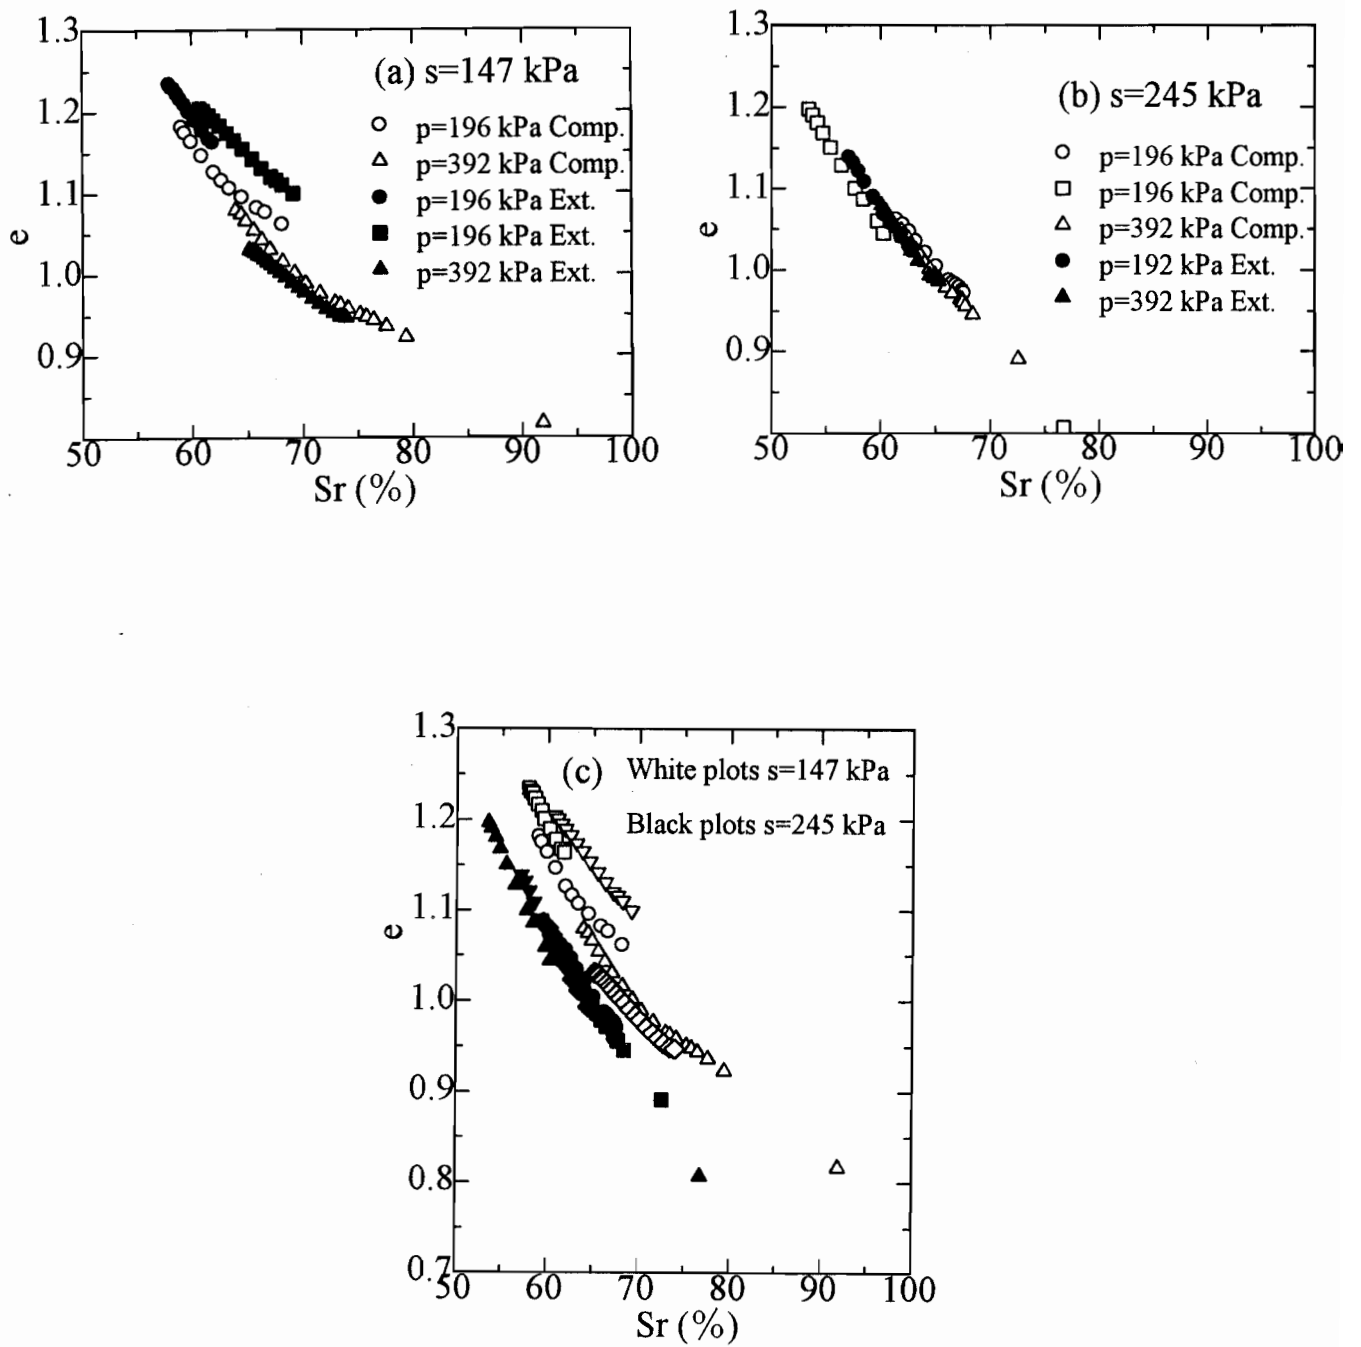 1.3
(a) s=147 kPa
1.2
p=196 kPa Comp.
p=392 kPa Comp.
1.1
p=196 kPa Ext.
e
p=196 kPa Ext.
1.0
p=392 kPa Ext.
0.9
50 60 70 80 90 100
Sr (%)
1.3
(b) s=245 kPa
1.2
p=196 kPa Comp.
1.1
p=196 kPa Comp.
e
p=392 kPa Comp.
1.0
p=192 kPa Ext.
p=392 kPa Ext.
0.9
50 60 70 80 90 100
Sr (%)
1.3
(c) White plots s=147 kPa
1.2
Black plots s=245 kPa
1.1
e
1.0
0.9
0.8
0.7
50 60 70 80 90 100
Sr (%)